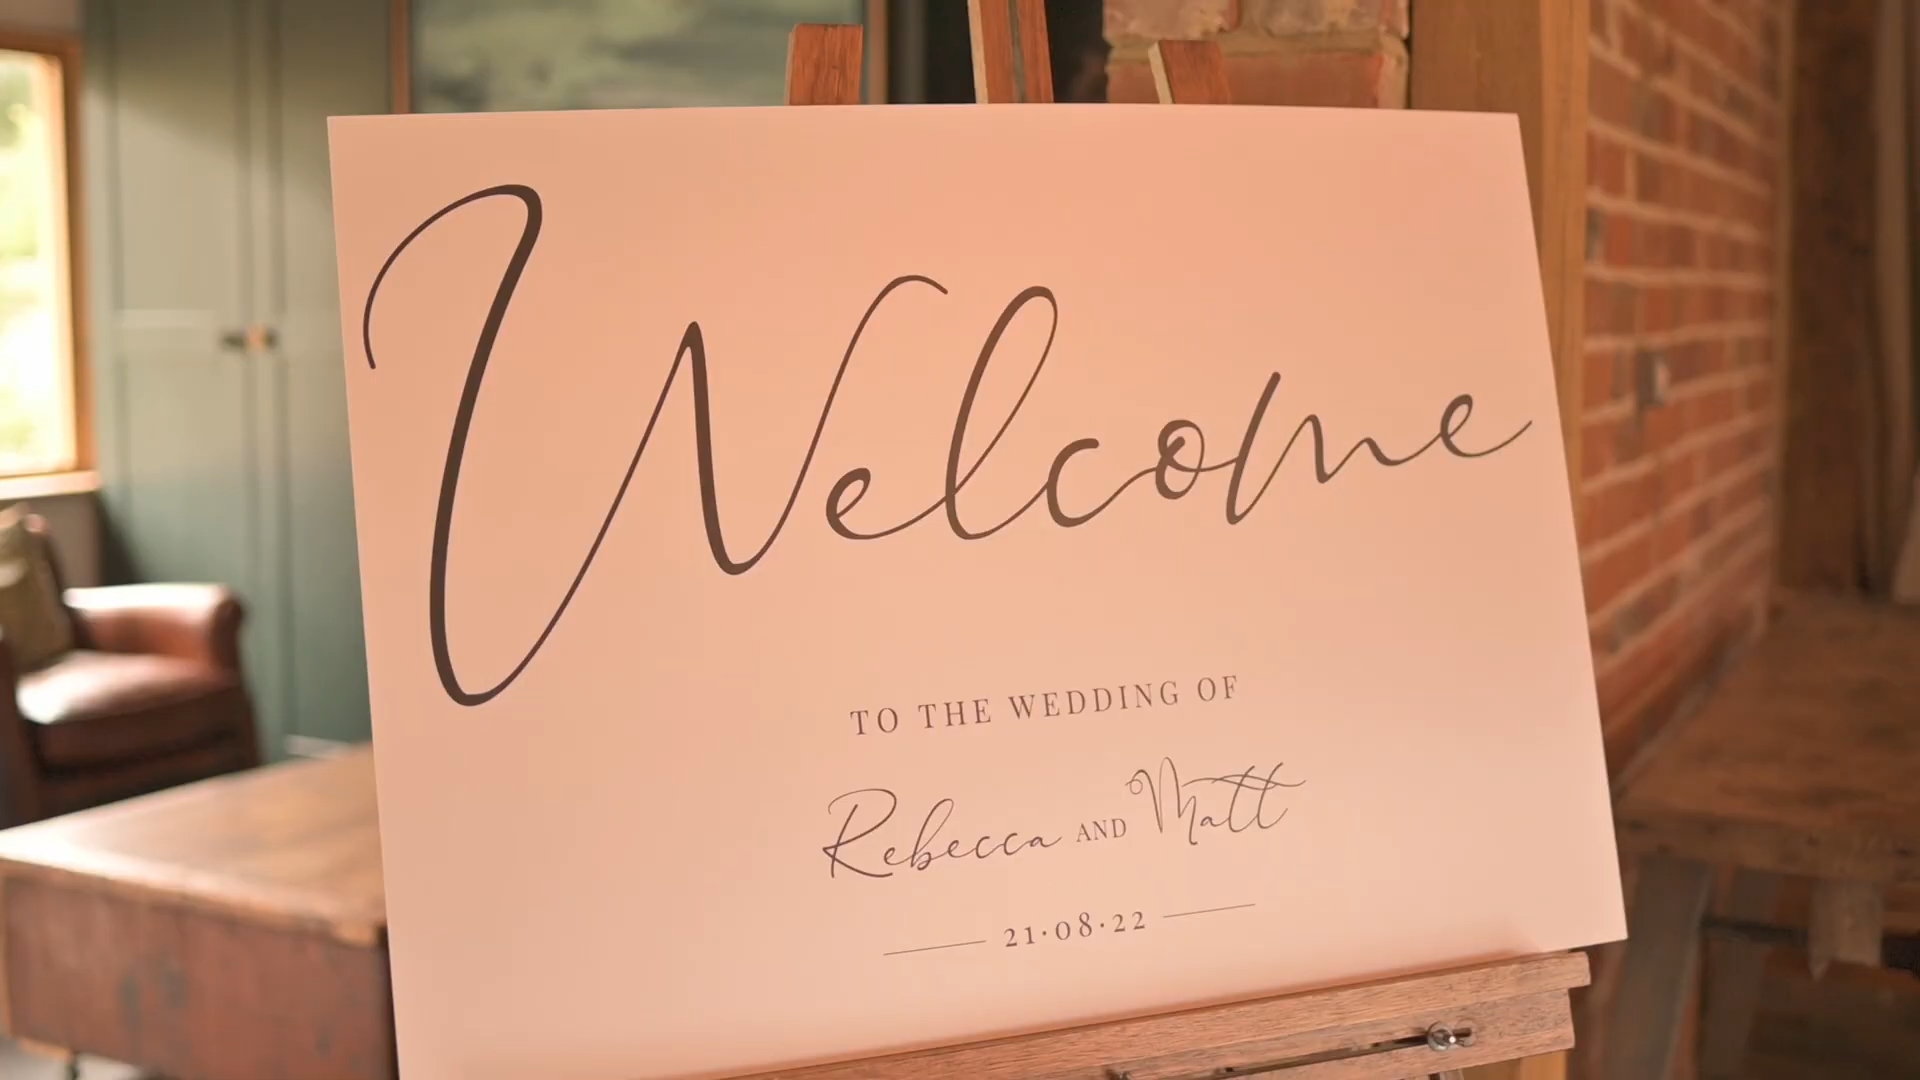 Welcome
TO THE WEDDING OF
Rebecca AND Matt
21·08·22